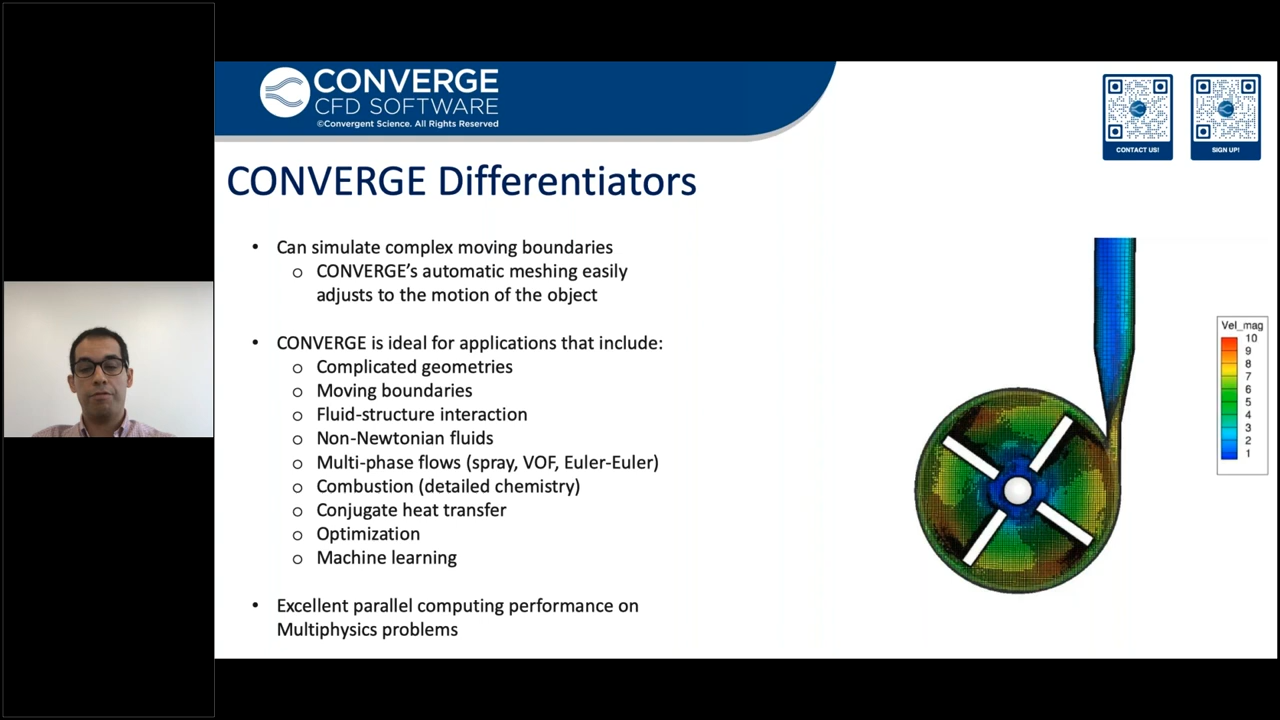 CONVERGE
CFD SOFTWARE
©Convergent Science. All Rights Reserved
CONTACT US!
SIGN UP!
CONVERGE Differentiators
• Can simulate complex moving boundaries
o CONVERGE’s automatic meshing easily
adjusts to the motion of the object
• CONVERGE is ideal for applications that include:
o Complicated geometries
o Moving boundaries
o Fluid-structure interaction
o Non-Newtonian fluids
o Multi-phase flows (spray, VOF, Euler-Euler)
o Combustion (detailed chemistry)
o Conjugate heat transfer
o Optimization
o Machine learning
• Excellent parallel computing performance on
Multiphysics problems
Vel_mag
10
9
8
7
6
5
4
3
2
1